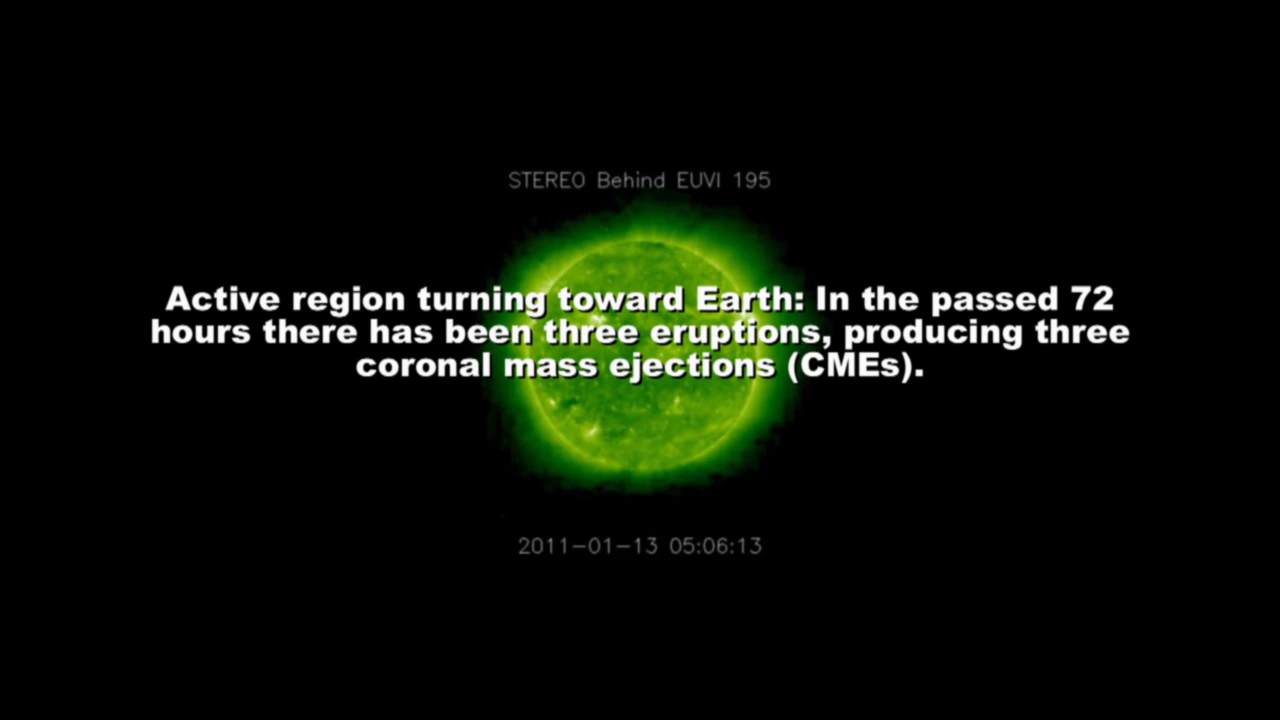 STEREO Behind EUVI 195
Active region turning toward Earth: In the passed 72
hours there has been three eruptions, producing three
coronal mass ejections (CMEs).
2011-01-13 05:06:13